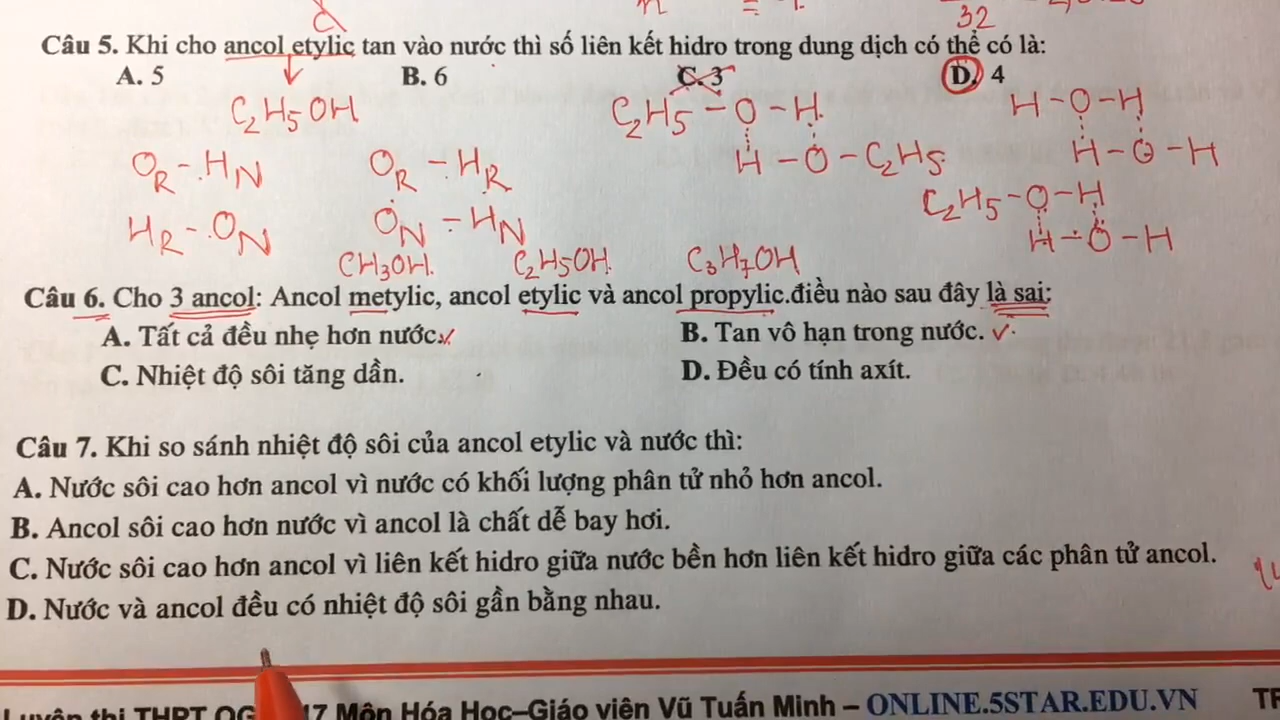 32
Câu 5. Khi cho ancol etylic tan vào nước thì số liên kết hidro trong dung dịch có thể có là:
A. 5 B. 6 C. 3 D. 4
C2H5OH C2H5-O-H H-O-H
OR-HN OR-HR H-O-C2H5 H-O-H
HR-ON ON-HN C2H5-O-H
H-O-H
CH3OH. C2H5OH. C3H7OH
Câu 6. Cho 3 ancol: Ancol metylic, ancol etylic và ancol propylic.điều nào sau đây là sai:
A. Tất cả đều nhẹ hơn nước. B. Tan vô hạn trong nước.
C. Nhiệt độ sôi tăng dần. D. Đều có tính axít.
Câu 7. Khi so sánh nhiệt độ sôi của ancol etylic và nước thì:
A. Nước sôi cao hơn ancol vì nước có khối lượng phân tử nhỏ hơn ancol.
B. Ancol sôi cao hơn nước vì ancol là chất dễ bay hơi.
C. Nước sôi cao hơn ancol vì liên kết hidro giữa nước bền hơn liên kết hidro giữa các phân tử ancol.
D. Nước và ancol đều có nhiệt độ sôi gần bằng nhau.
Luyện thi THPT QG 17 Môn Hóa Học–Giáo viên Vũ Tuấn Minh – ONLINE.5STAR.EDU.VN